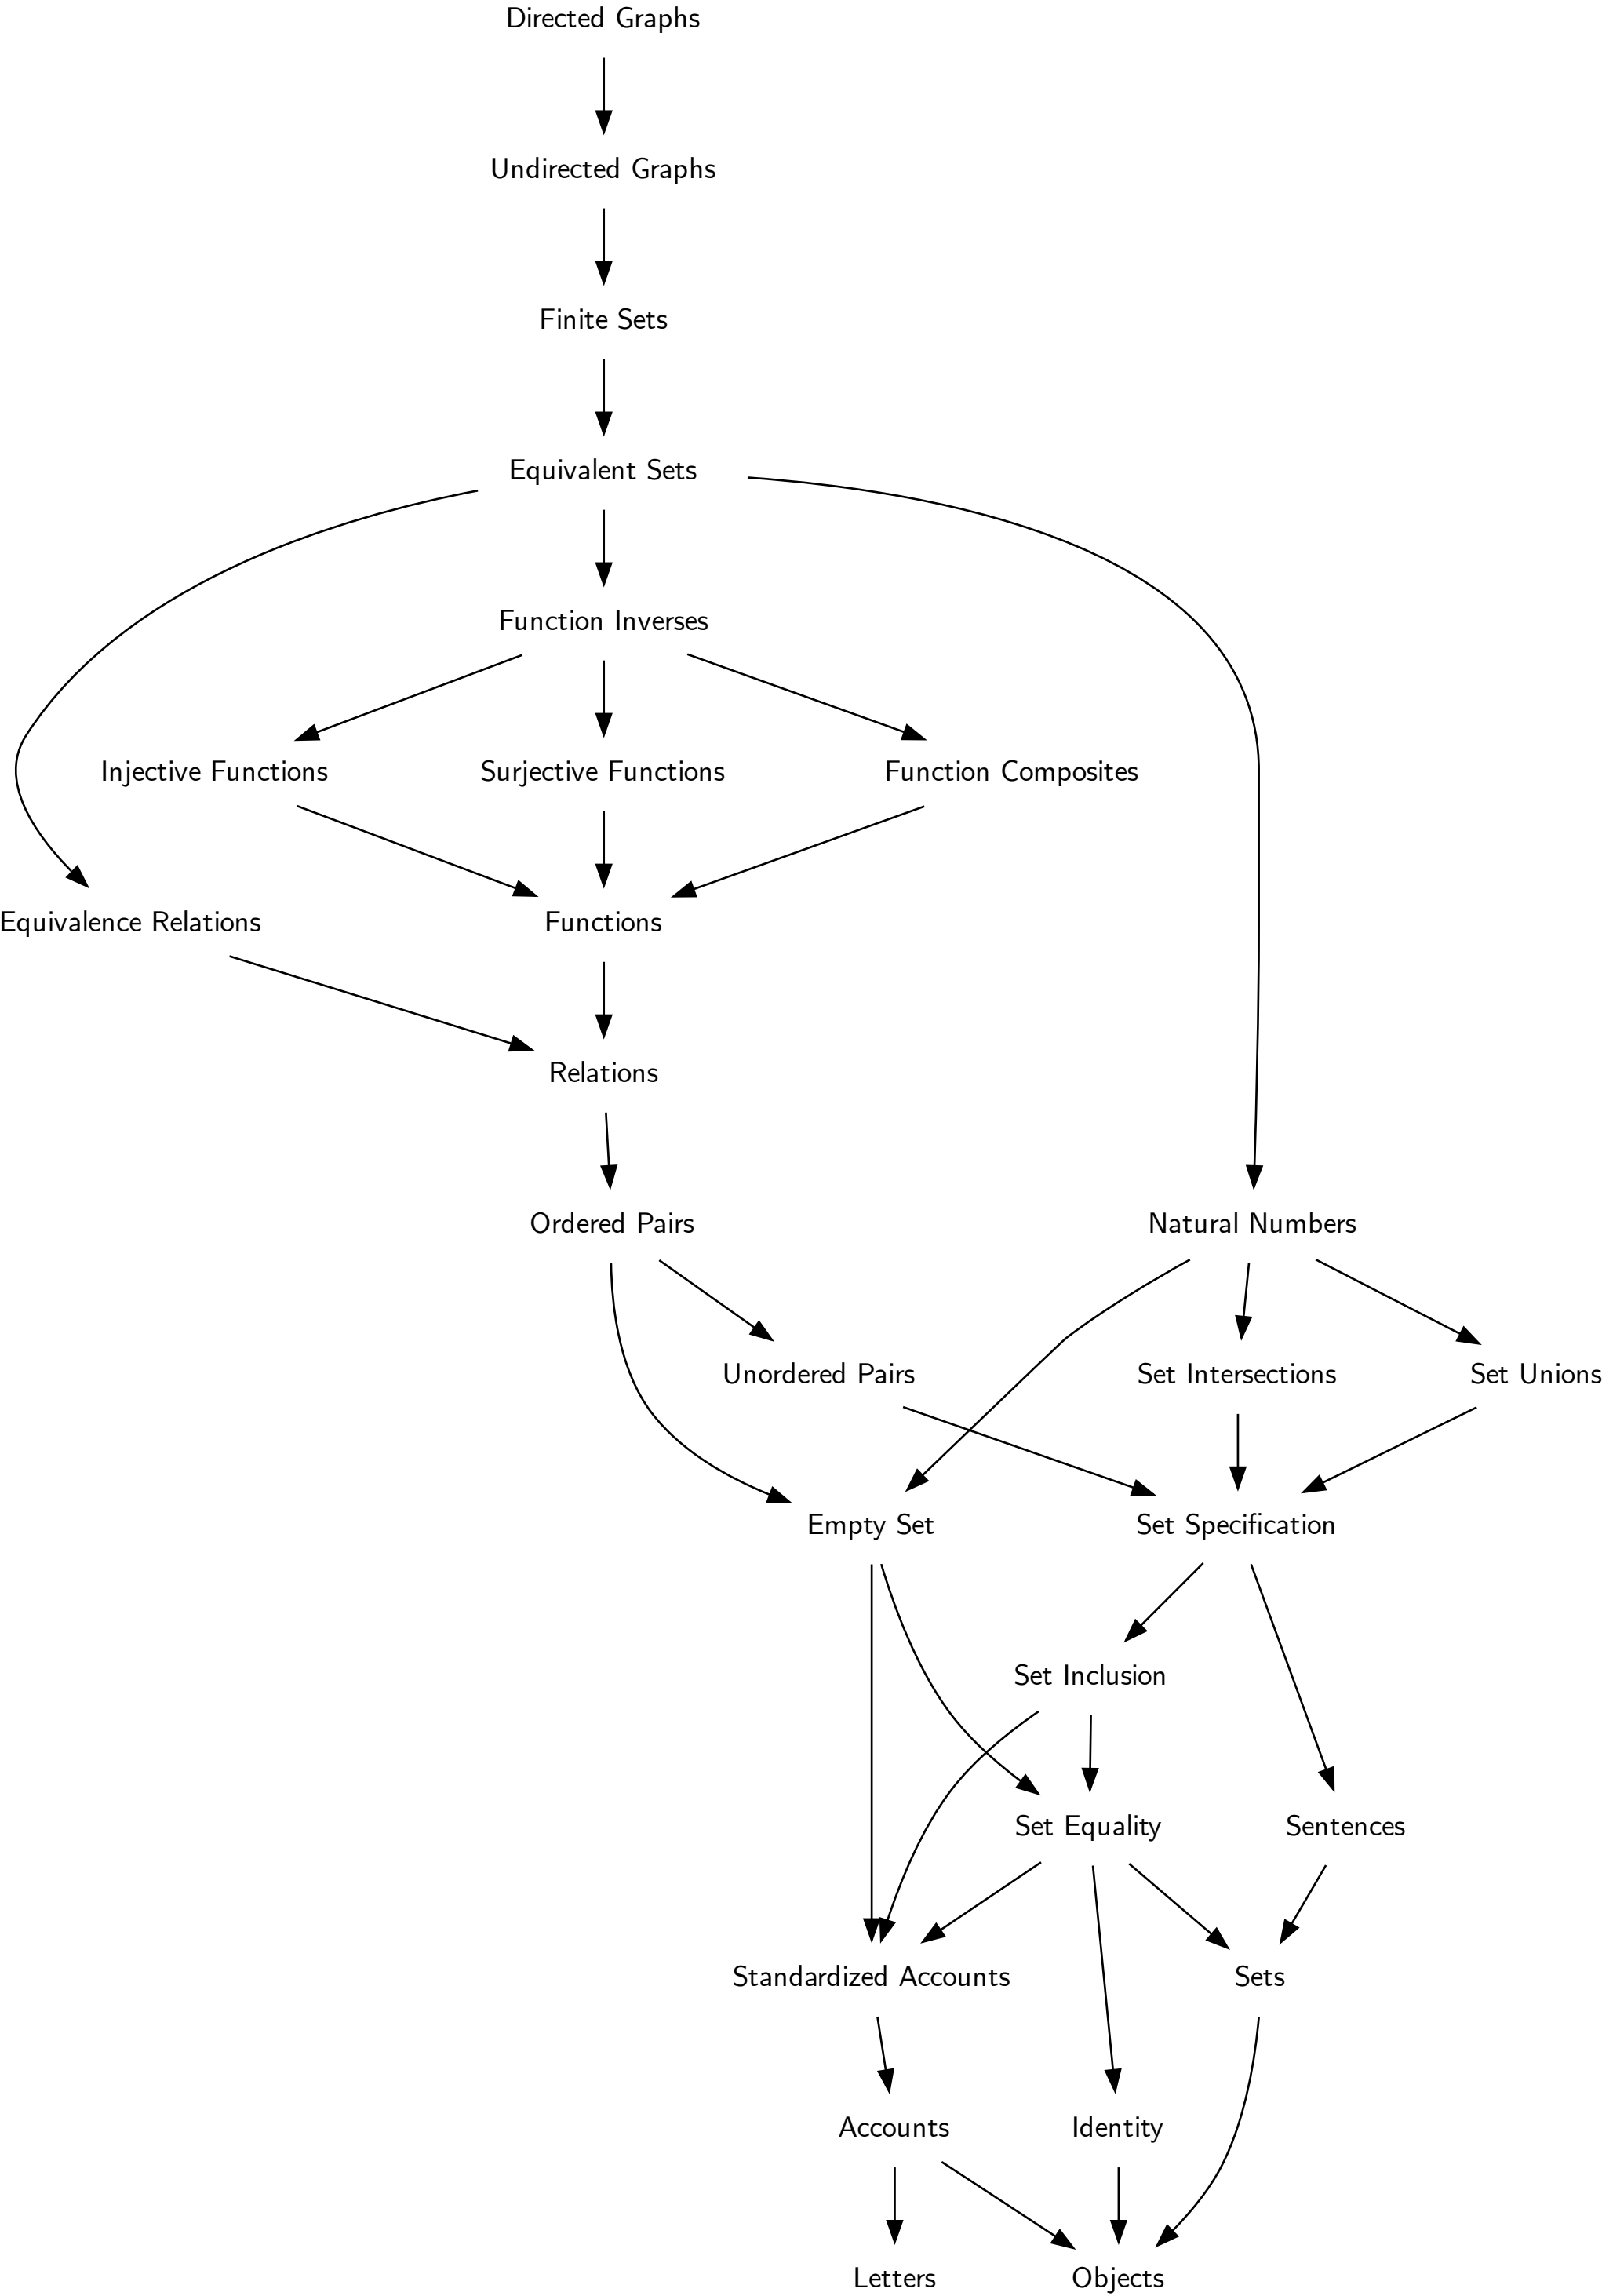 Directed Graphs
Undirected Graphs
Finite Sets
Equivalent Sets
Function Inverses
Injective Functions
Surjective Functions
Function Composites
Equivalence Relations
Functions
Relations
Ordered Pairs
Natural Numbers
Unordered Pairs
Set Intersections
Set Unions
Empty Set
Set Specification
Set Inclusion
Set Equality
Sentences
Standardized Accounts
Sets
Accounts
Identity
Letters
Objects